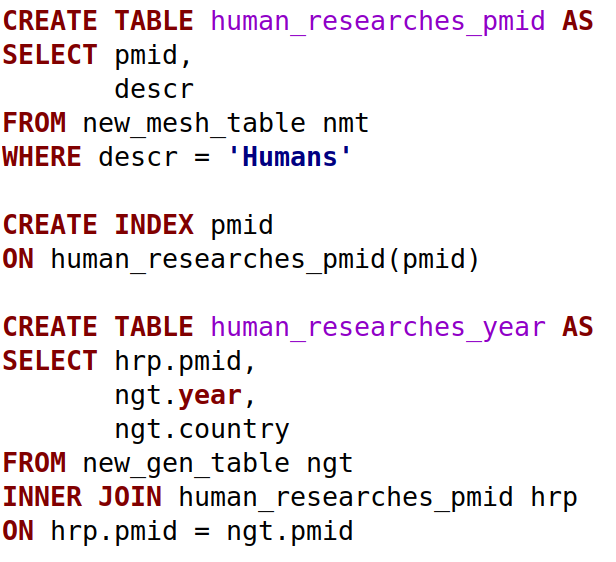 CREATE TABLE human_researches_pmid AS
SELECT pmid,
       descr
FROM new_mesh_table nmt
WHERE descr = 'Humans'

CREATE INDEX pmid
ON human_researches_pmid(pmid)

CREATE TABLE human_researches_year AS
SELECT hrp.pmid,
       ngt.year,
       ngt.country
FROM new_gen_table ngt
INNER JOIN human_researches_pmid hrp
ON hrp.pmid = ngt.pmid